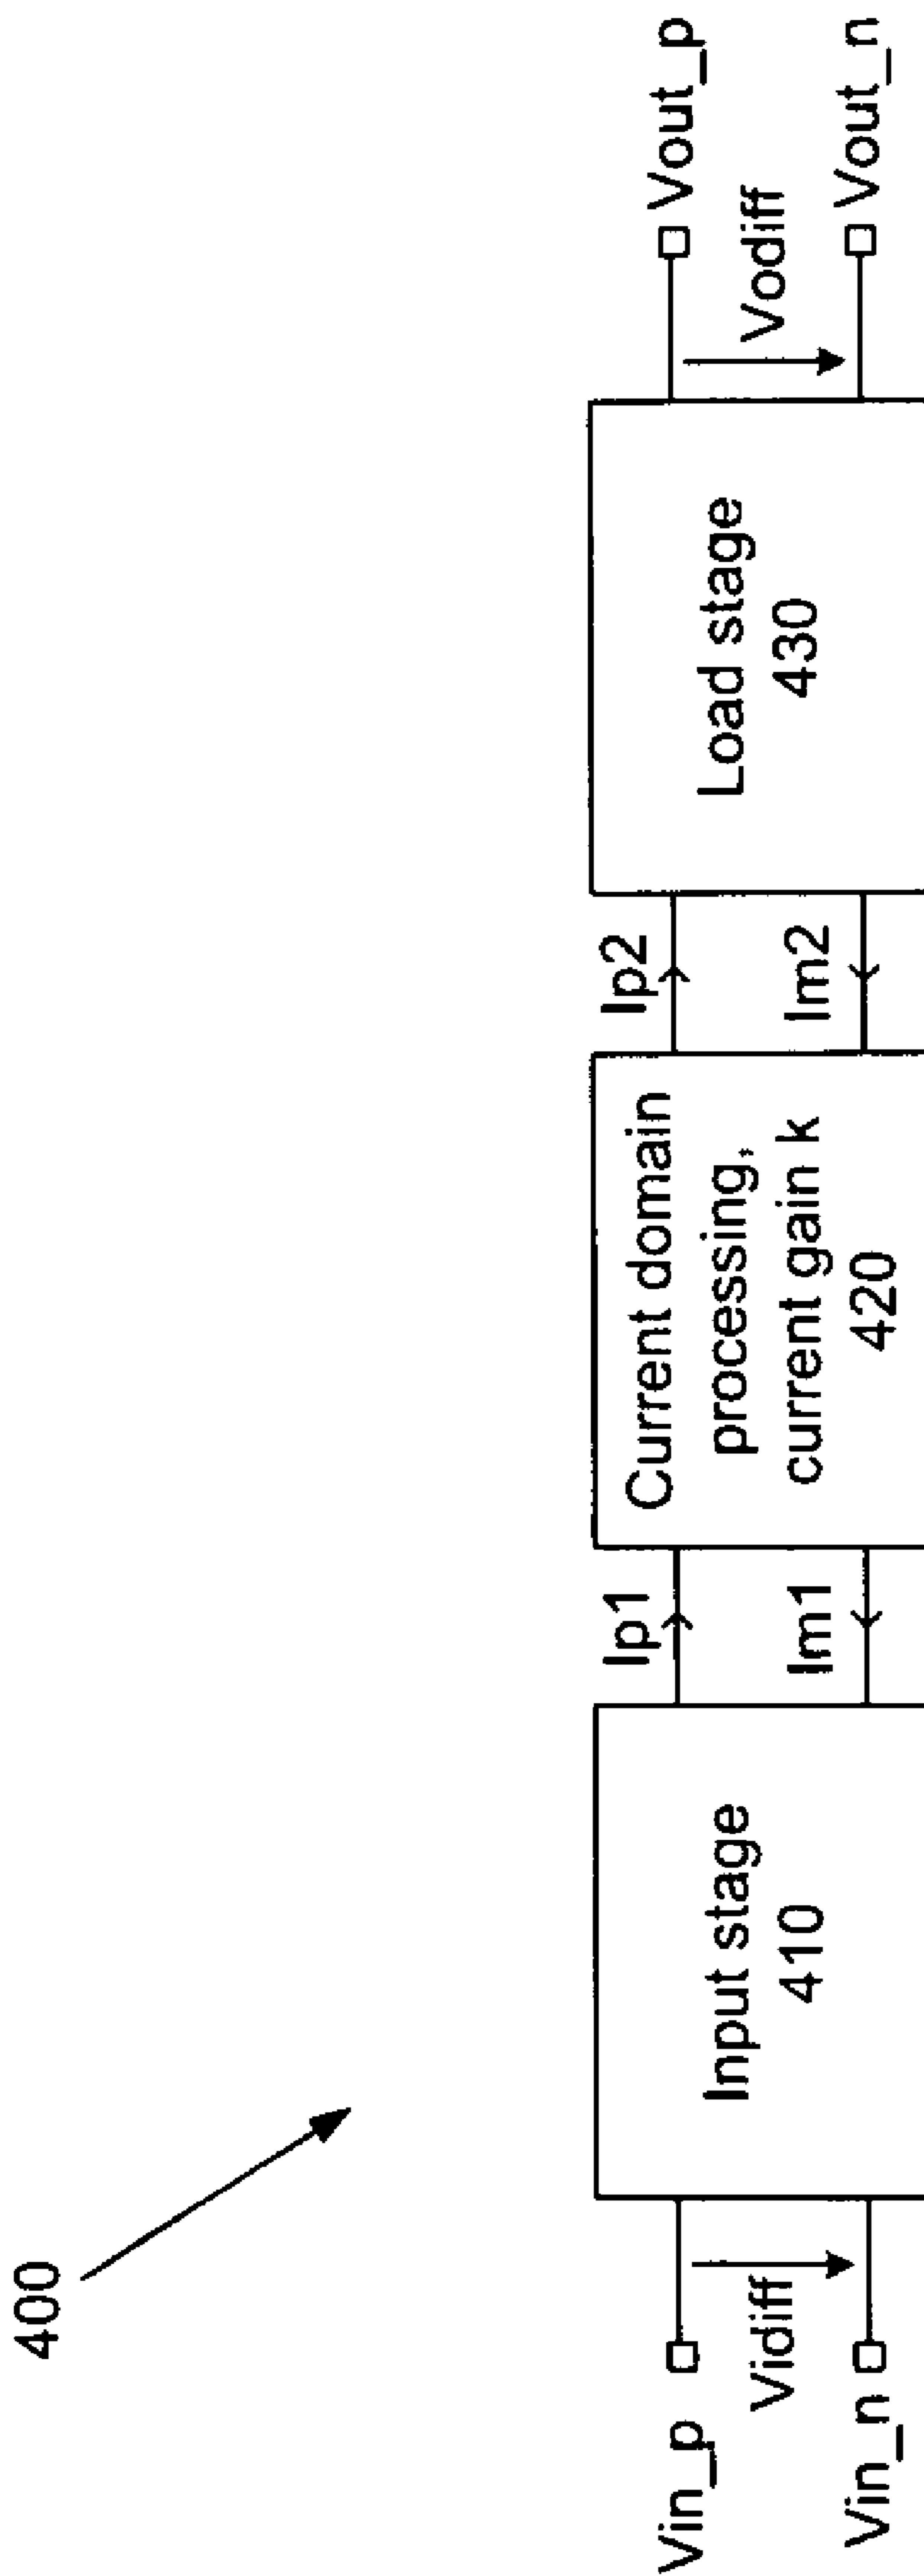 400
Vin_p
Vidiff
Vin_n
Input stage
410
Ip1
Im1
Current domain
processing,
current gain k
420
Ip2
Im2
Load stage
430
Vout_p
Vodiff
Vout_n